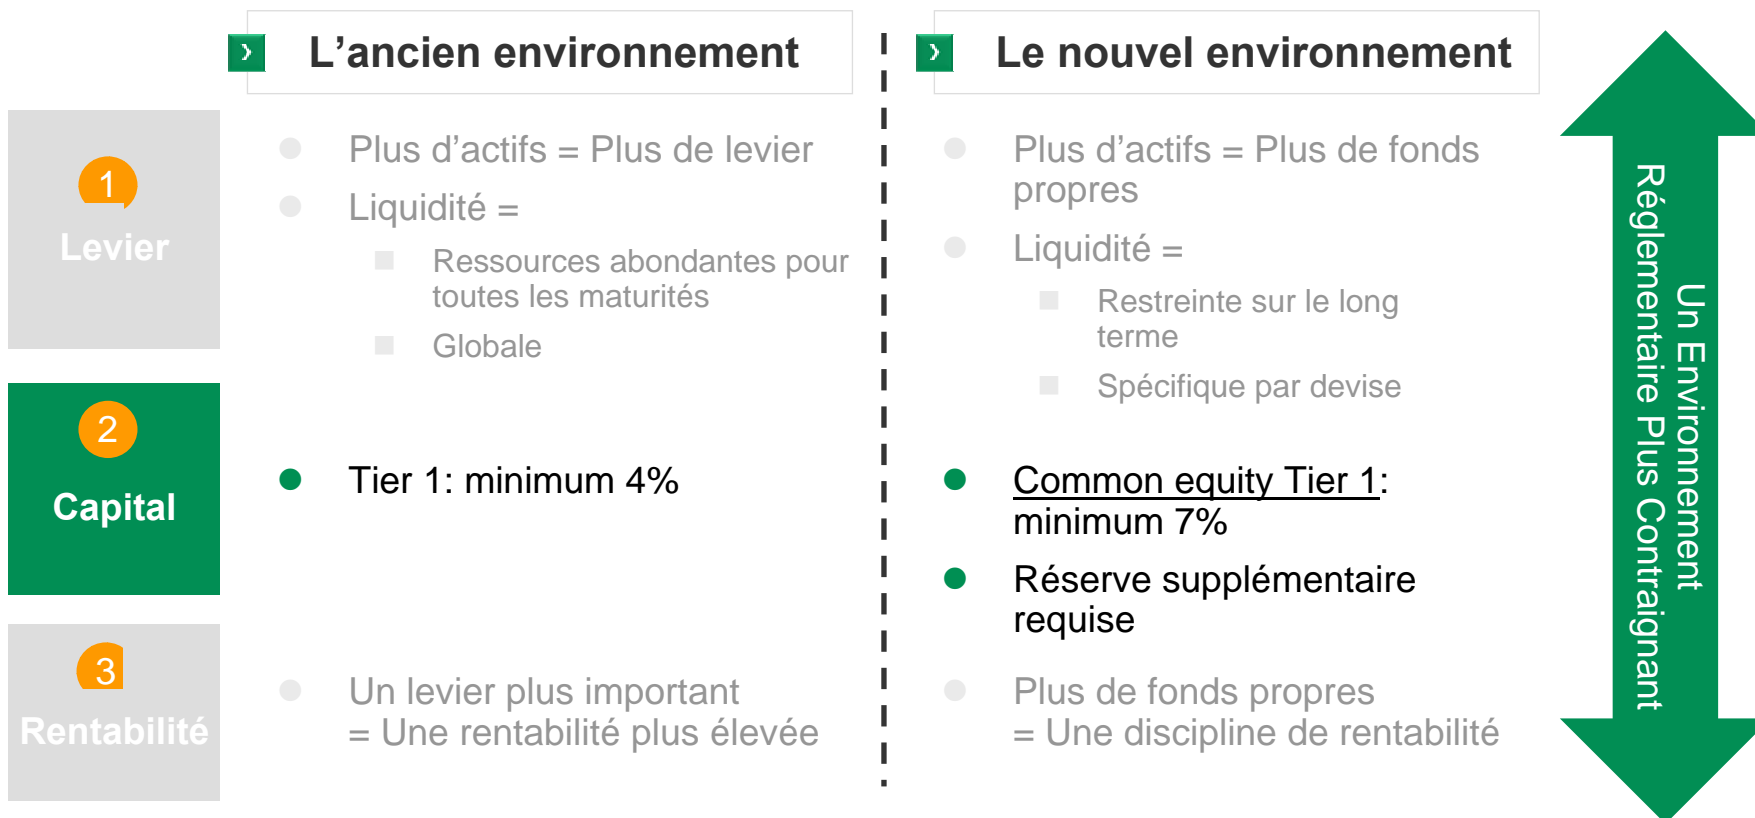 L’ancien environnement
Le nouvel environnement
1
Levier
Plus d’actifs = Plus de levier
Liquidité =
Ressources abondantes pour
toutes les maturités
Globale
Plus d’actifs = Plus de fonds
propres
Liquidité =
Restreinte sur le long
terme
Spécifique par devise
2
Capital
Tier 1: minimum 4%
Common equity Tier 1:
minimum 7%
Réserve supplémentaire
requise
3
Rentabilité
Un levier plus important
= Une rentabilité plus élevée
Plus de fonds propres
= Une discipline de rentabilité
Un Environnement
Réglementaire Plus Contraignant